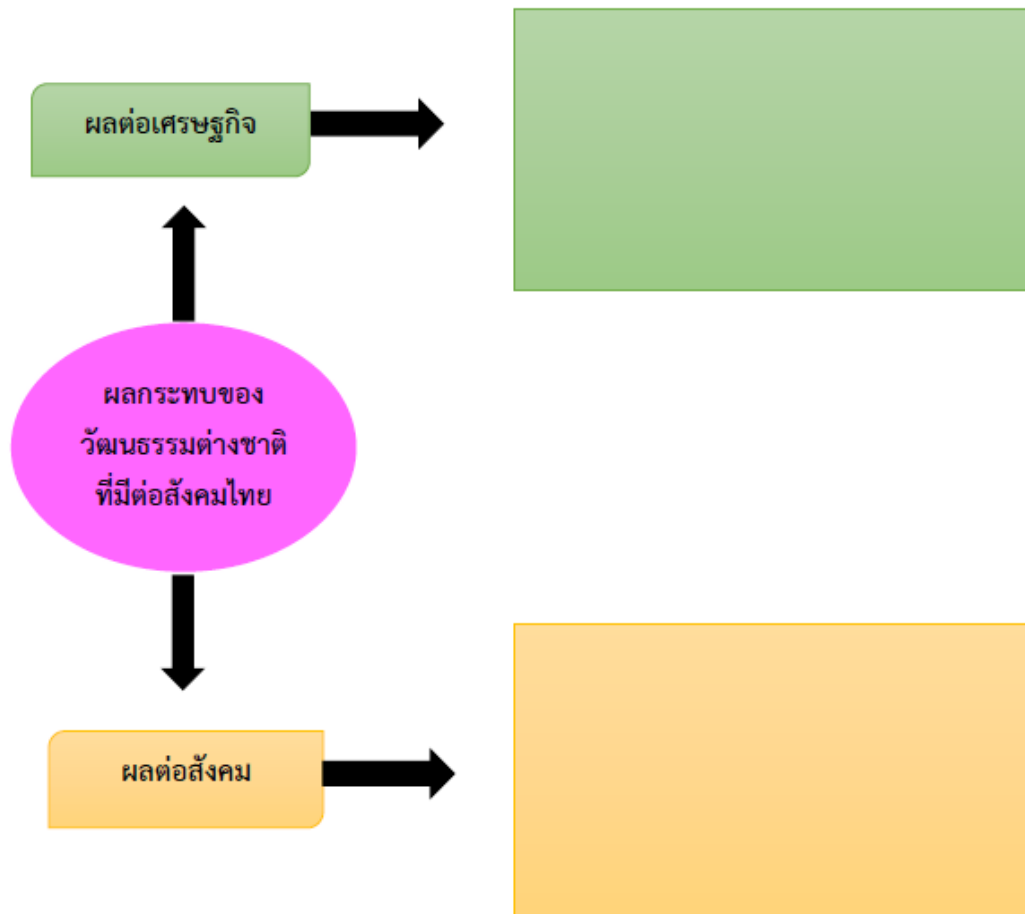 ผลต่อเศรษฐกิจ
ผลกระทบของ
วัฒนธรรมต่างชาติ
ที่มีต่อสังคมไทย
ผลต่อสังคม